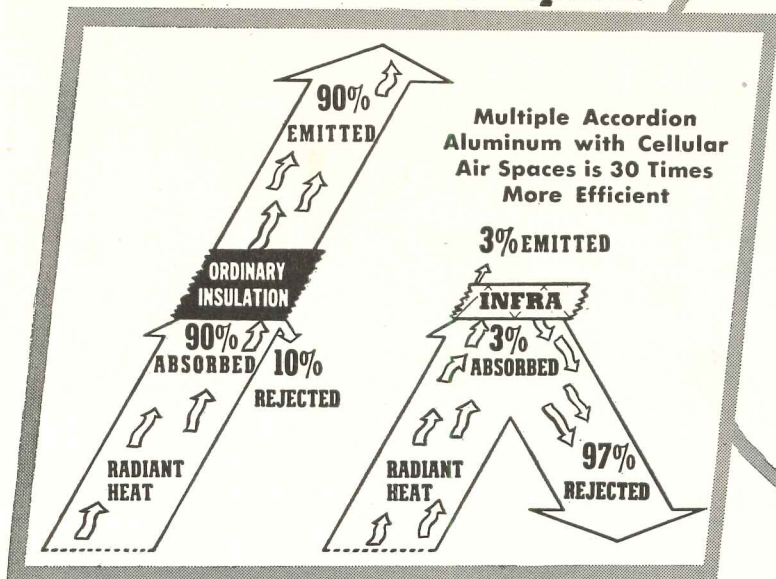 90%
EMITTED
Multiple Accordion
Aluminum with Cellular
Air Spaces is 30 Times
More Efficient
3% EMITTED
ORDINARY
INSULATION
INFRA
90%
ABSORBED
10%
REJECTED
3%
ABSORBED
RADIANT
HEAT
RADIANT
HEAT
97%
REJECTED